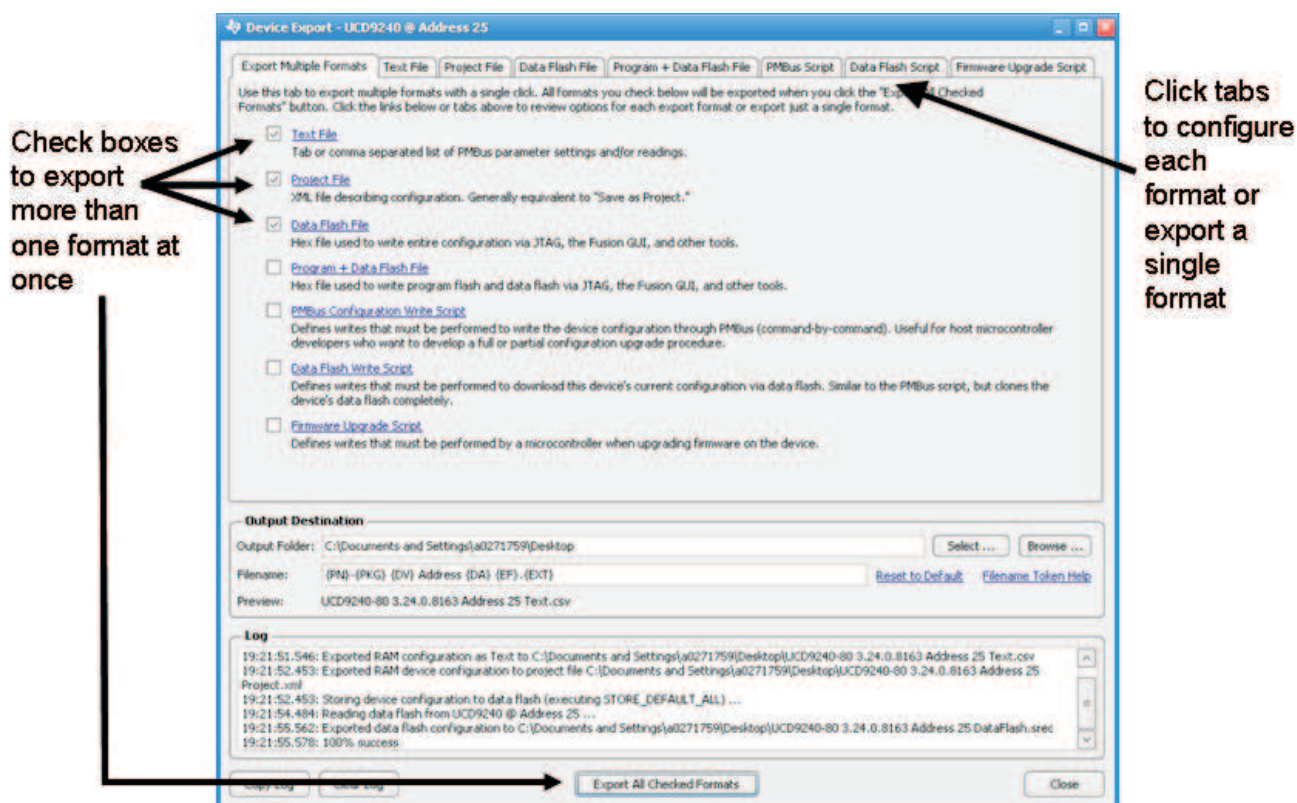 Device Export - UCD9240 @ Address 25
Export Multiple Formats
Text File
Project File
Data Flash File
Program + Data Flash File
PMBus Script
Data Flash Script
Firmware Upgrade Script
Use this tab to export multiple formats with a single click. All formats you check below will be exported when you click the "Export All Checked
Formats" button. Click the links below or tabs above to review options for each export format or export just a single format.
Click tabs
to configure
each
format or
export a
single
format
Check boxes
to export
more than
one format at
once
Text File
Tab or comma separated list of PMBus parameter settings and/or readings.
Project File
XML file describing configuration. Generally equivalent to "Save as Project."
Data Flash File
Hex file used to write entire configuration via JTAG, the Fusion GUI, and other tools.
Program + Data Flash File
Hex file used to write program flash and data flash via JTAG, the Fusion GUI, and other tools.
PMBus Configuration Write Script
Defines writes that must be performed to write the device configuration through PMBus (command-by-command). Useful for host microcontroller
developers who want to develop a full or partial configuration upgrade procedure.
Data Flash Write Script
Defines writes that must be performed to download this device's current configuration via data flash. Similar to the PMBus script, but clones the
device's data flash completely.
Firmware Upgrade Script
Defines writes that must be performed by a microcontroller when upgrading firmware on the device.
Output Destination
Output Folder: C:\Documents and Settings\a0271759\Desktop
Select ...
Browse ...
Filename: {PN}-{PKG} {DV} Address {DA} {EF}.{EXT}
Reset to Default
Filename Token Help
Preview: UCD9240-80 3.24.0.8163 Address 25 Text.csv
Log
19:21:51.546: Exported RAM configuration as Text to C:\Documents and Settings\a0271759\Desktop\UCD9240-80 3.24.0.8163 Address 25 Text.csv
19:21:52.453: Exported RAM device configuration to project file C:\Documents and Settings\a0271759\Desktop\UCD9240-80 3.24.0.8163 Address 25
Project.xml
19:21:52.453: Storing device configuration to data flash (executing STORE_DEFAULT_ALL) ...
19:21:54.484: Reading data flash from UCD9240 @ Address 25 ...
19:21:55.562: Exported data flash configuration to C:\Documents and Settings\a0271759\Desktop\UCD9240-80 3.24.0.8163 Address 25 DataFlash.srec
19:21:55.578: 100% success
Copy Log
Clear Log
Export All Checked Formats
Close